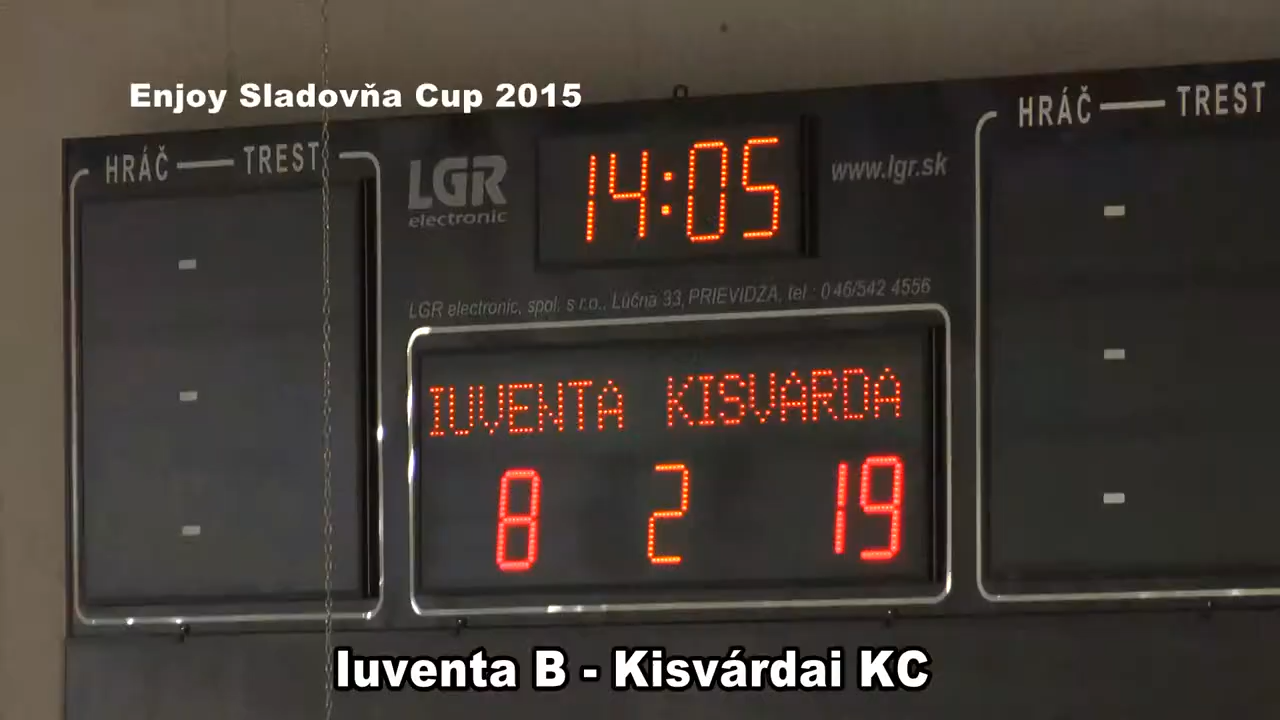 Enjoy Sladovňa Cup 2015
HRÁČ — TREST
HRÁČ — TREST
LGR
electronic
14:05
www.lgr.sk
LGR electronic, spol. s r.o., Lúčna 33, PRIEVIDZA, tel.: 046/542 4556
IUVENTA KISVARDA
8 2 19
Iuventa B - Kisvárdai KC